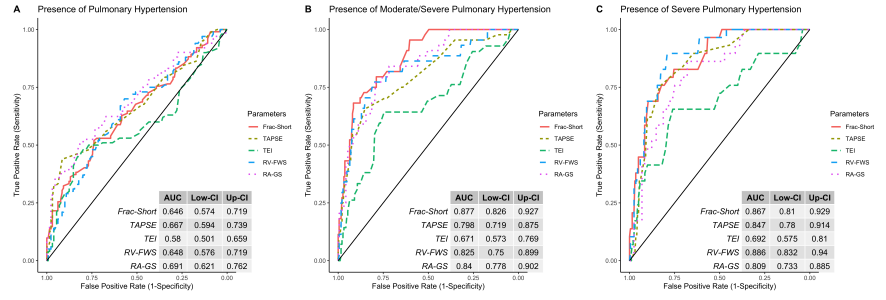 A Presence of Pulmonary Hypertension
1.00
0.75
0.50
0.25
0.00
True Positive Rate (Sensitivity)
1.00 0.75 0.50 0.25 0.00
False Positive Rate (1-Specificity)
Parameters
Frac-Short
TAPSE
TEI
RV-FWS
RA-GS
AUC Low-CI Up-CI
Frac-Short 0.646 0.574 0.719
TAPSE 0.667 0.594 0.739
TEI 0.58 0.501 0.659
RV-FWS 0.648 0.576 0.719
RA-GS 0.691 0.621 0.762
B Presence of Moderate/Severe Pulmonary Hypertension
1.00
0.75
0.50
0.25
0.00
True Positive Rate (Sensitivity)
1.00 0.75 0.50 0.25 0.00
False Positive Rate (1-Specificity)
Parameters
Frac-Short
TAPSE
TEI
RV-FWS
RA-GS
AUC Low-CI Up-CI
Frac-Short 0.877 0.826 0.927
TAPSE 0.798 0.719 0.875
TEI 0.671 0.573 0.769
RV-FWS 0.825 0.75 0.899
RA-GS 0.84 0.778 0.902
C Presence of Severe Pulmonary Hypertension
1.00
0.75
0.50
0.25
0.00
True Positive Rate (Sensitivity)
1.00 0.75 0.50 0.25 0.00
False Positive Rate (1-Specificity)
Parameters
Frac-Short
TAPSE
TEI
RV-FWS
RA-GS
AUC Low-CI Up-CI
Frac-Short 0.867 0.81 0.929
TAPSE 0.847 0.78 0.914
TEI 0.692 0.575 0.81
RV-FWS 0.886 0.832 0.94
RA-GS 0.809 0.733 0.885